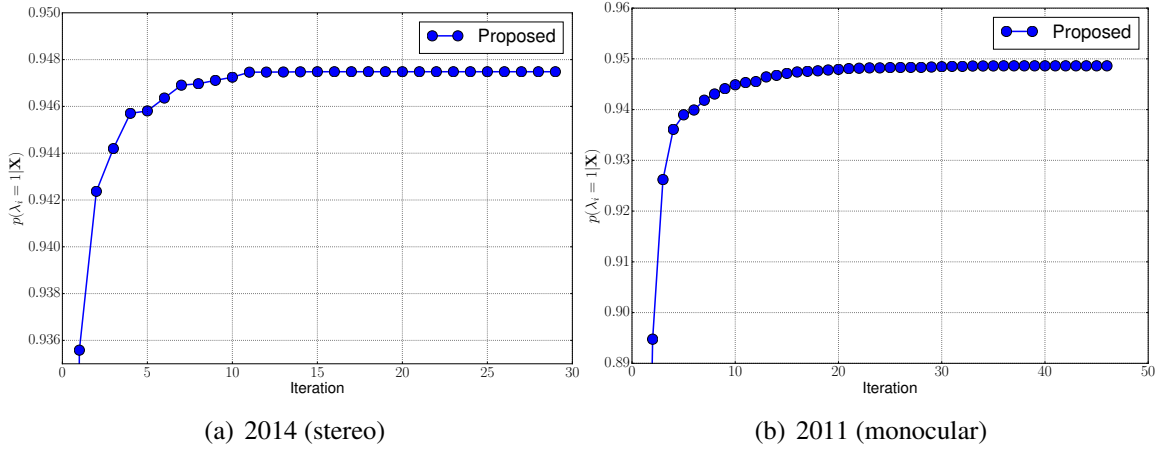 0.950
0.948
0.946
0.944
0.942
0.940
0.938
0.936
0 5 10 15 20 25 30
Iteration
p(λ_i = 1|X)
Proposed
(a) 2014 (stereo)
0.96
0.95
0.94
0.93
0.92
0.91
0.90
0.89
0 10 20 30 40 50
Iteration
p(λ_i = 1|X)
Proposed
(b) 2011 (monocular)